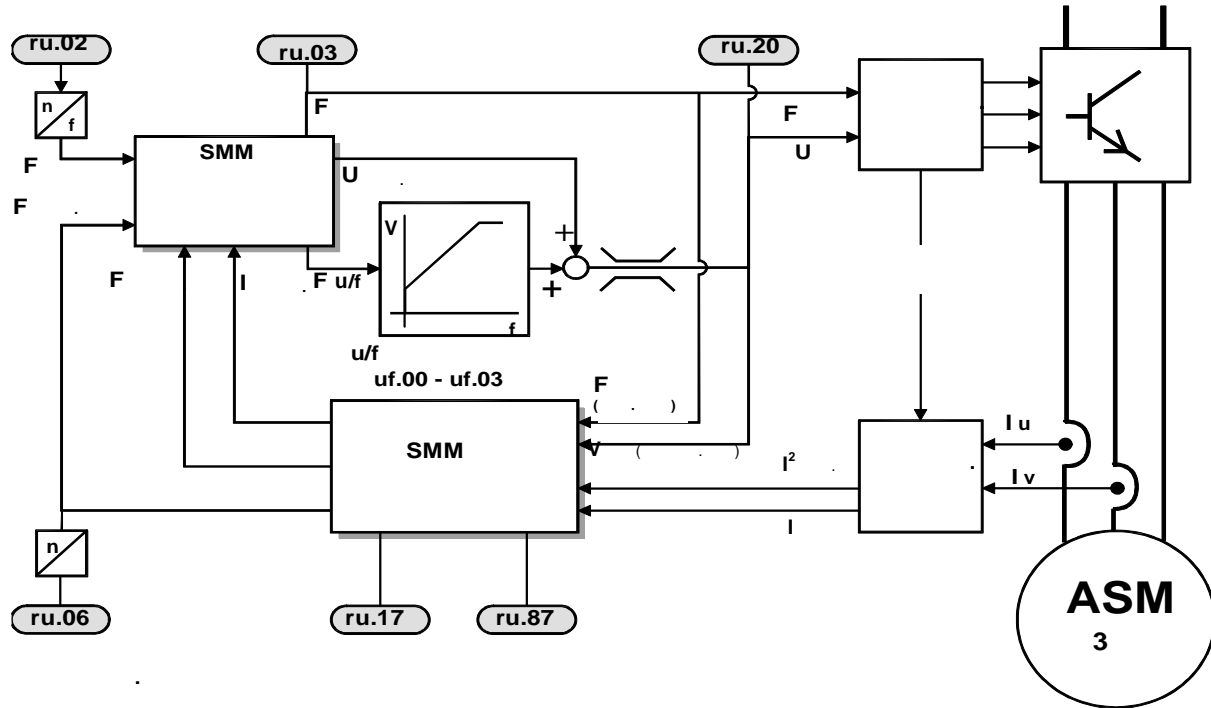 ru.02
ru.03
ru.20
n
f
F
F
SMM
U
F
U
F
F
I
F u/f
V
f
+
+
u/f
uf.00 - uf.03
F
( . )
SMM
V ( . )
I²
I
I u
I v
n
ru.06
ru.17
ru.87
ASM
3